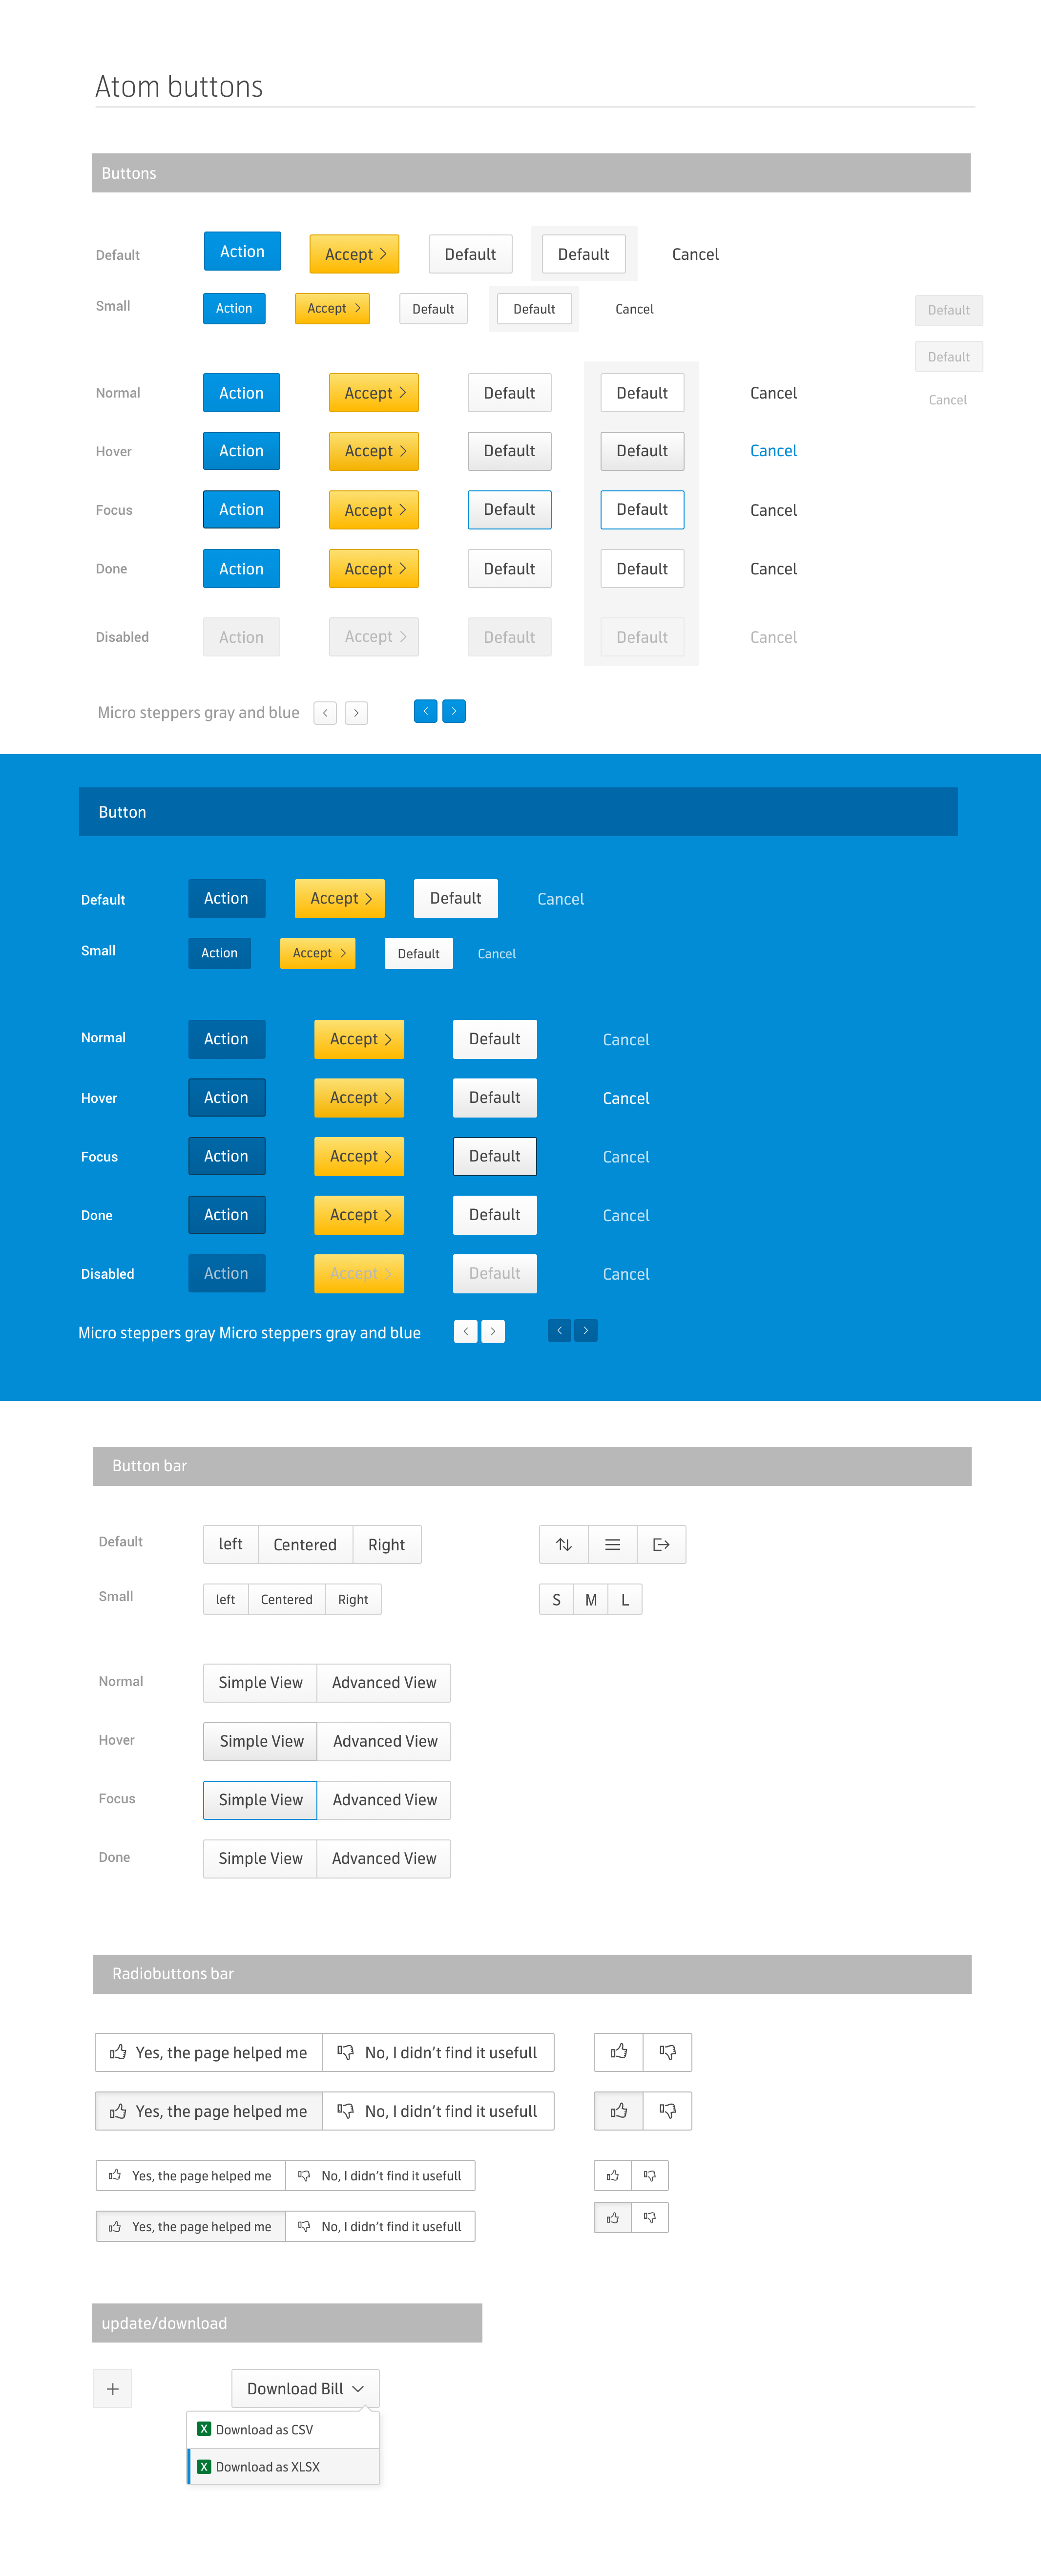 Atom buttons
Buttons
Default Action Accept Default Default Cancel
Small Action Accept Default Default Cancel Default
Default
Normal Action Accept Default Default Cancel Cancel
Hover Action Accept Default Default Cancel
Focus Action Accept Default Default Cancel
Done Action Accept Default Default Cancel
Disabled Action Accept Default Default Cancel
Micro steppers gray and blue
Button
Default Action Accept Default Cancel
Small Action Accept Default Cancel
Normal Action Accept Default Cancel
Hover Action Accept Default Cancel
Focus Action Accept Default Cancel
Done Action Accept Default Cancel
Disabled Action Accept Default Cancel
Micro steppers gray Micro steppers gray and blue
Button bar
Default left Centered Right
Small left Centered Right S M L
Normal Simple View Advanced View
Hover Simple View Advanced View
Focus Simple View Advanced View
Done Simple View Advanced View
Radiobuttons bar
Yes, the page helped me No, I didn't find it usefull
Yes, the page helped me No, I didn't find it usefull
Yes, the page helped me No, I didn't find it usefull
Yes, the page helped me No, I didn't find it usefull
update/download
+ Download Bill
X Download as CSV
X Download as XLSX